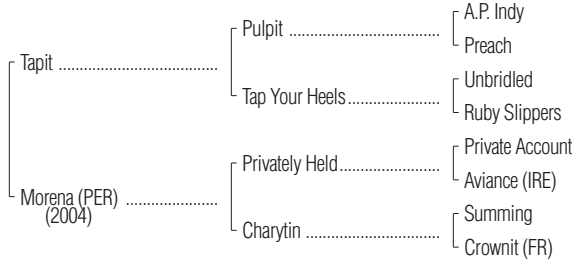 A.P. Indy
Pulpit ..............................
Preach
Tapit .....................................
Unbridled
Tap Your Heels.....................
Ruby Slippers
Private Account
Privately Held.......................
Aviance (IRE)
Morena (PER) .....................
(2004)
Summing
Charytin ..............................
Crownit (FR)